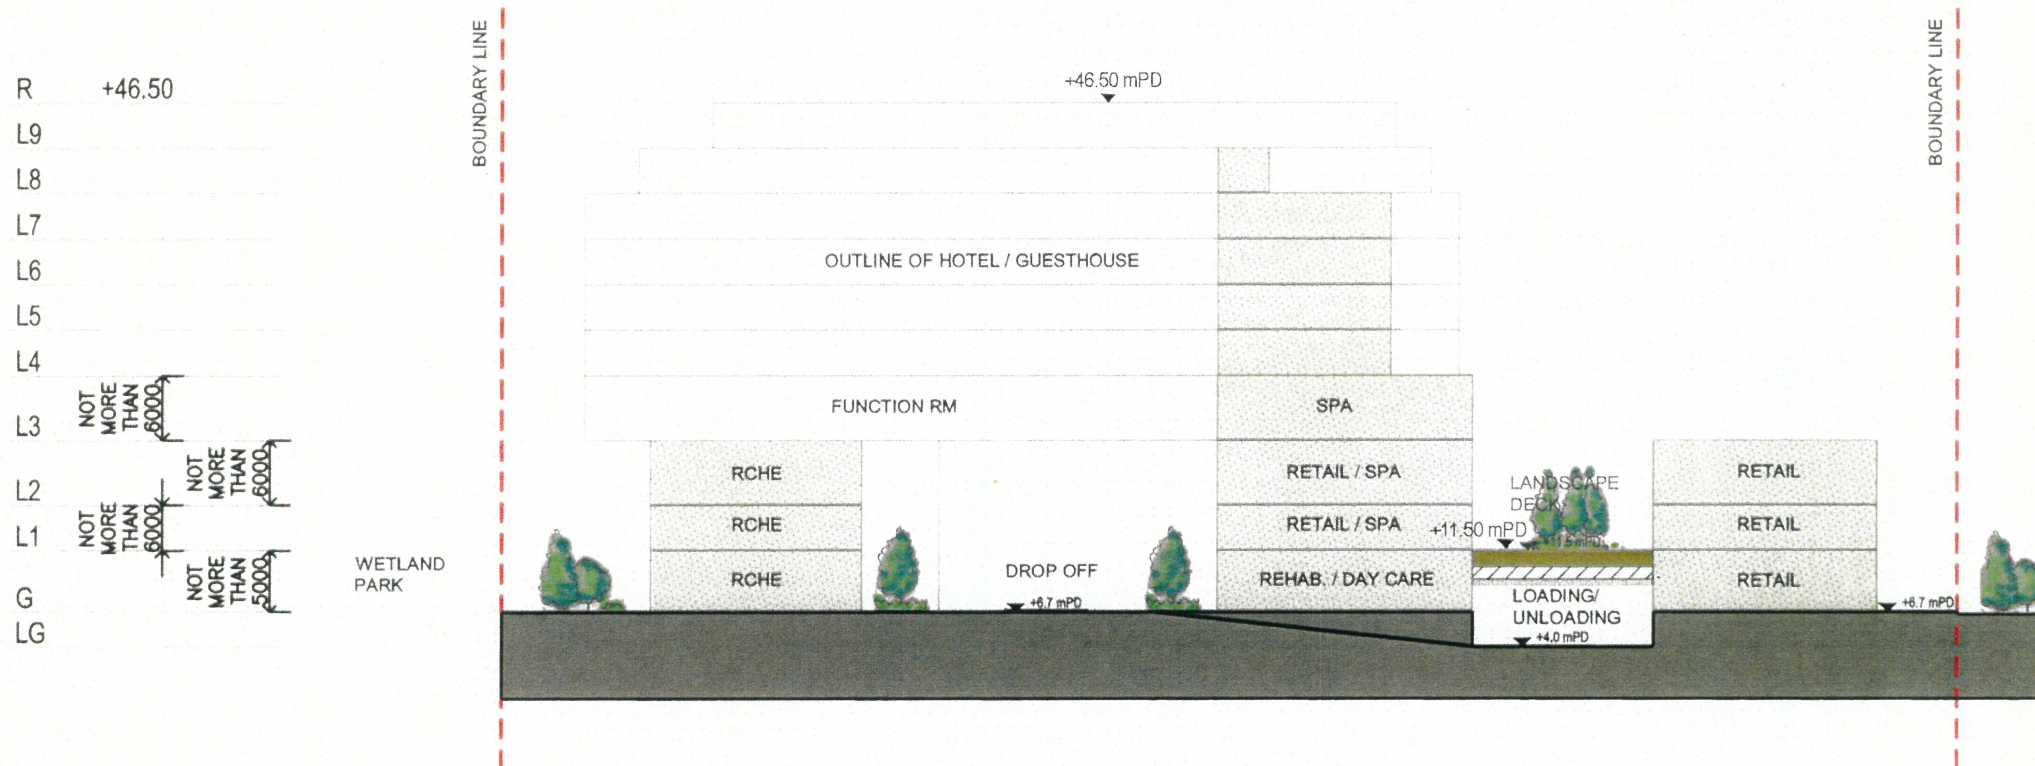 R +46.50
L9
L8
L7
L6
L5
L4
L3
L2
L1
G
LG
NOT
MORE
THAN
6000
NOT
MORE
THAN
6000
NOT
MORE
THAN
6000
NOT
MORE
THAN
5000
WETLAND
PARK
BOUNDARY LINE
+46.50 mPD
OUTLINE OF HOTEL / GUESTHOUSE
FUNCTION RM
SPA
RCHE
RCHE
RCHE
DROP OFF
+6.7 mPD
RETAIL / SPA
RETAIL / SPA
REHAB. / DAY CARE
LANDSCAPE
DECK
+11.50 mPD
+11.5 mPD
LOADING/
UNLOADING
+4.0 mPD
RETAIL
RETAIL
RETAIL
+6.7 mPD
BOUNDARY LINE